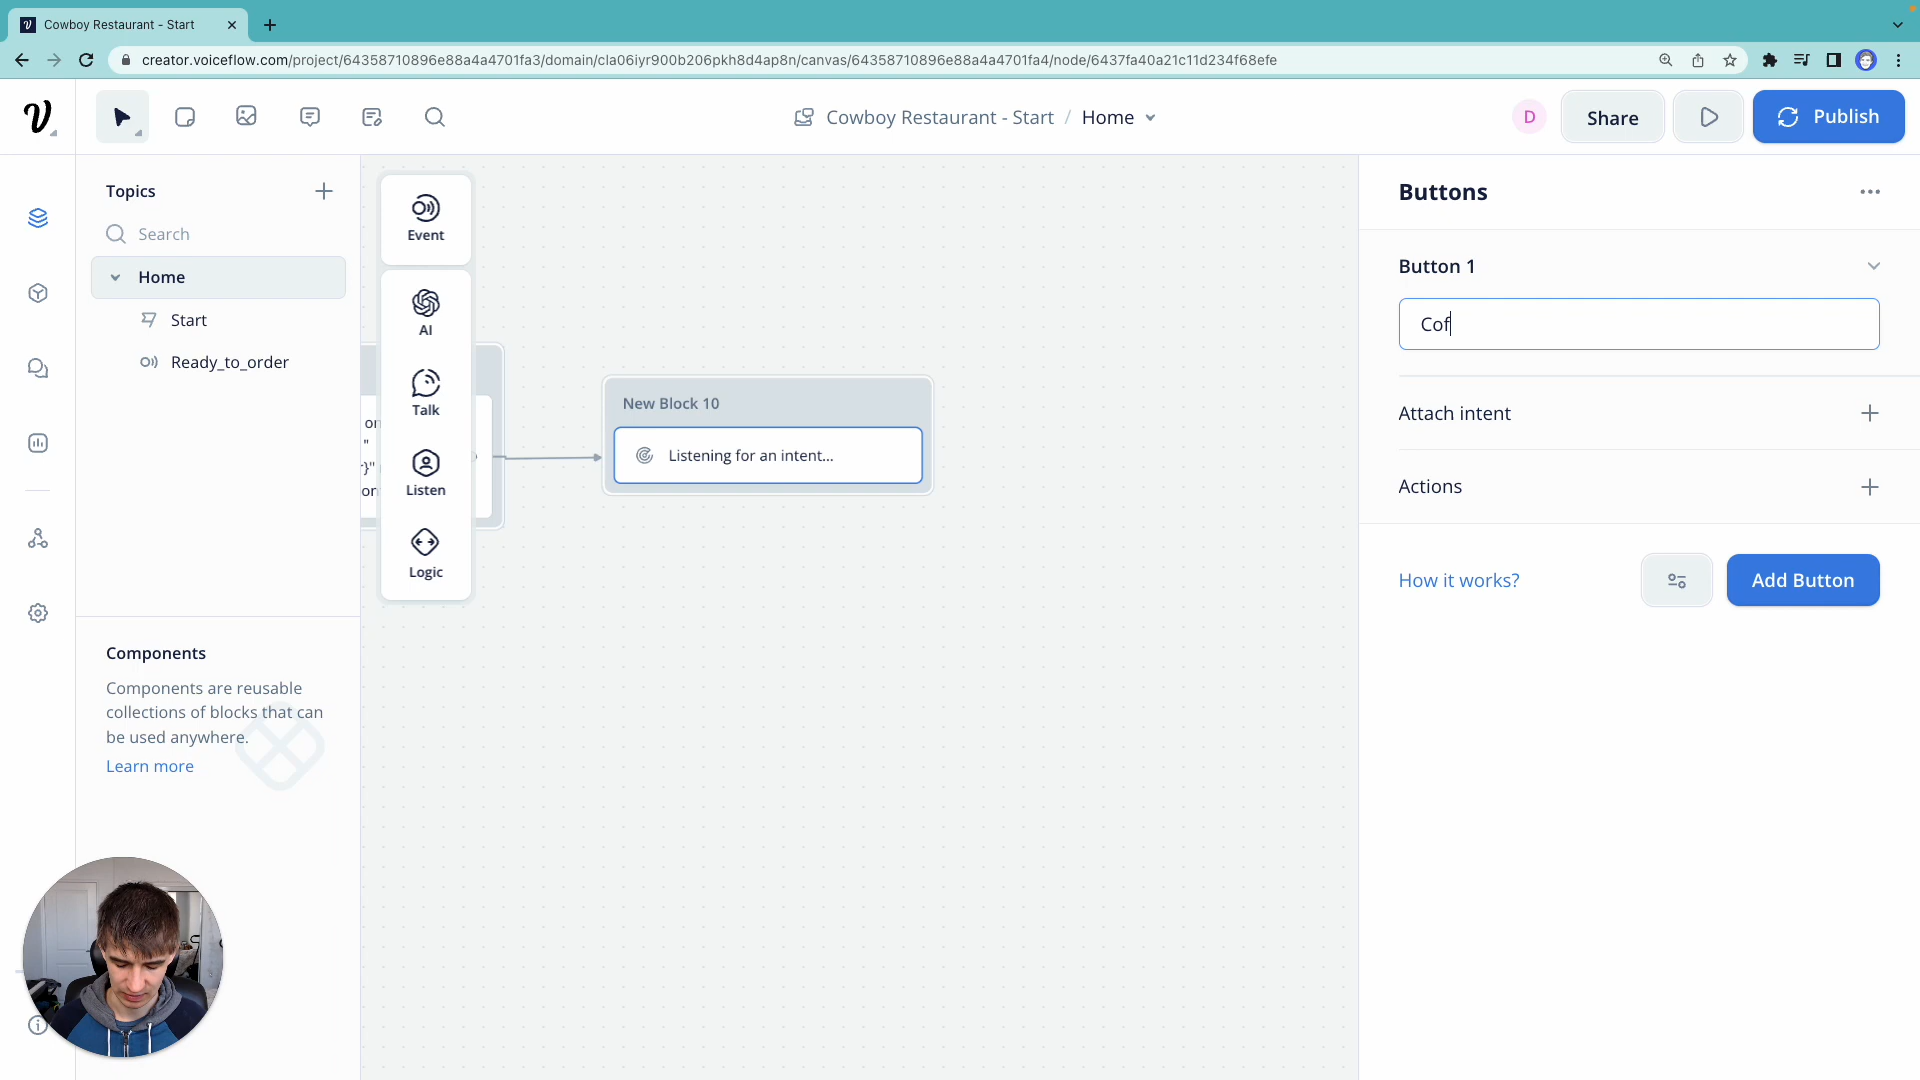 Cowboy Restaurant - Start
creator.voiceflow.com/project/64358710896e88a4a4701fa3/domain/cla06iyr900b206pkh8d4ap8n/canvas/64358710896e88a4a4701fa4/node/6437fa40a21c11d234f68efe
Cowboy Restaurant - Start / Home
D
Share
Publish
Topics
Search
Home
Start
Ready_to_order
Components
Components are reusable
collections of blocks that can
be used anywhere.
Learn more
Event
AI
Talk
Listen
Logic
on
"
r}"
or
New Block 10
Listening for an intent...
Buttons
Button 1
Cof
Attach intent
Actions
How it works?
Add Button